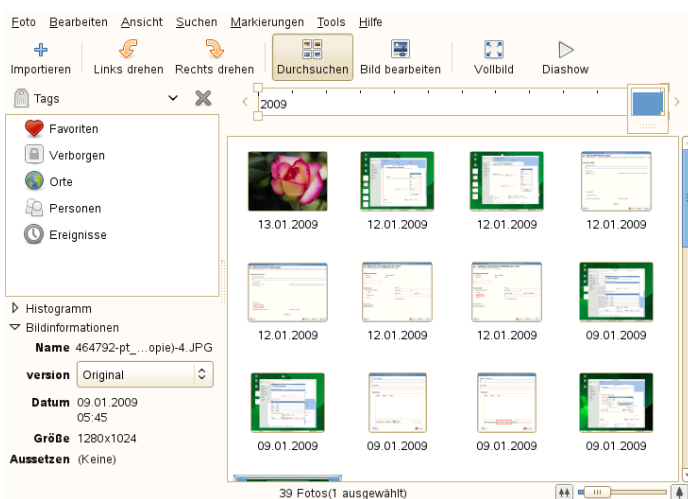 Foto Bearbeiten Ansicht Suchen Markierungen Tools Hilfe
Importieren Links drehen Rechts drehen Durchsuchen Bild bearbeiten Vollbild Diashow
Tags
2009
Favoriten
Verborgen
Orte
Personen
Ereignisse
13.01.2009 12.01.2009 12.01.2009 12.01.2009
12.01.2009 12.01.2009 12.01.2009 09.01.2009
09.01.2009 09.01.2009 09.01.2009 09.01.2009
Histogramm
Bildinformationen
Name 464792-pt_...opie)-4.JPG
version Original
Datum 09.01.2009
05:45
Größe 1280x1024
Aussetzen (Keine)
39 Fotos(1 ausgewählt)